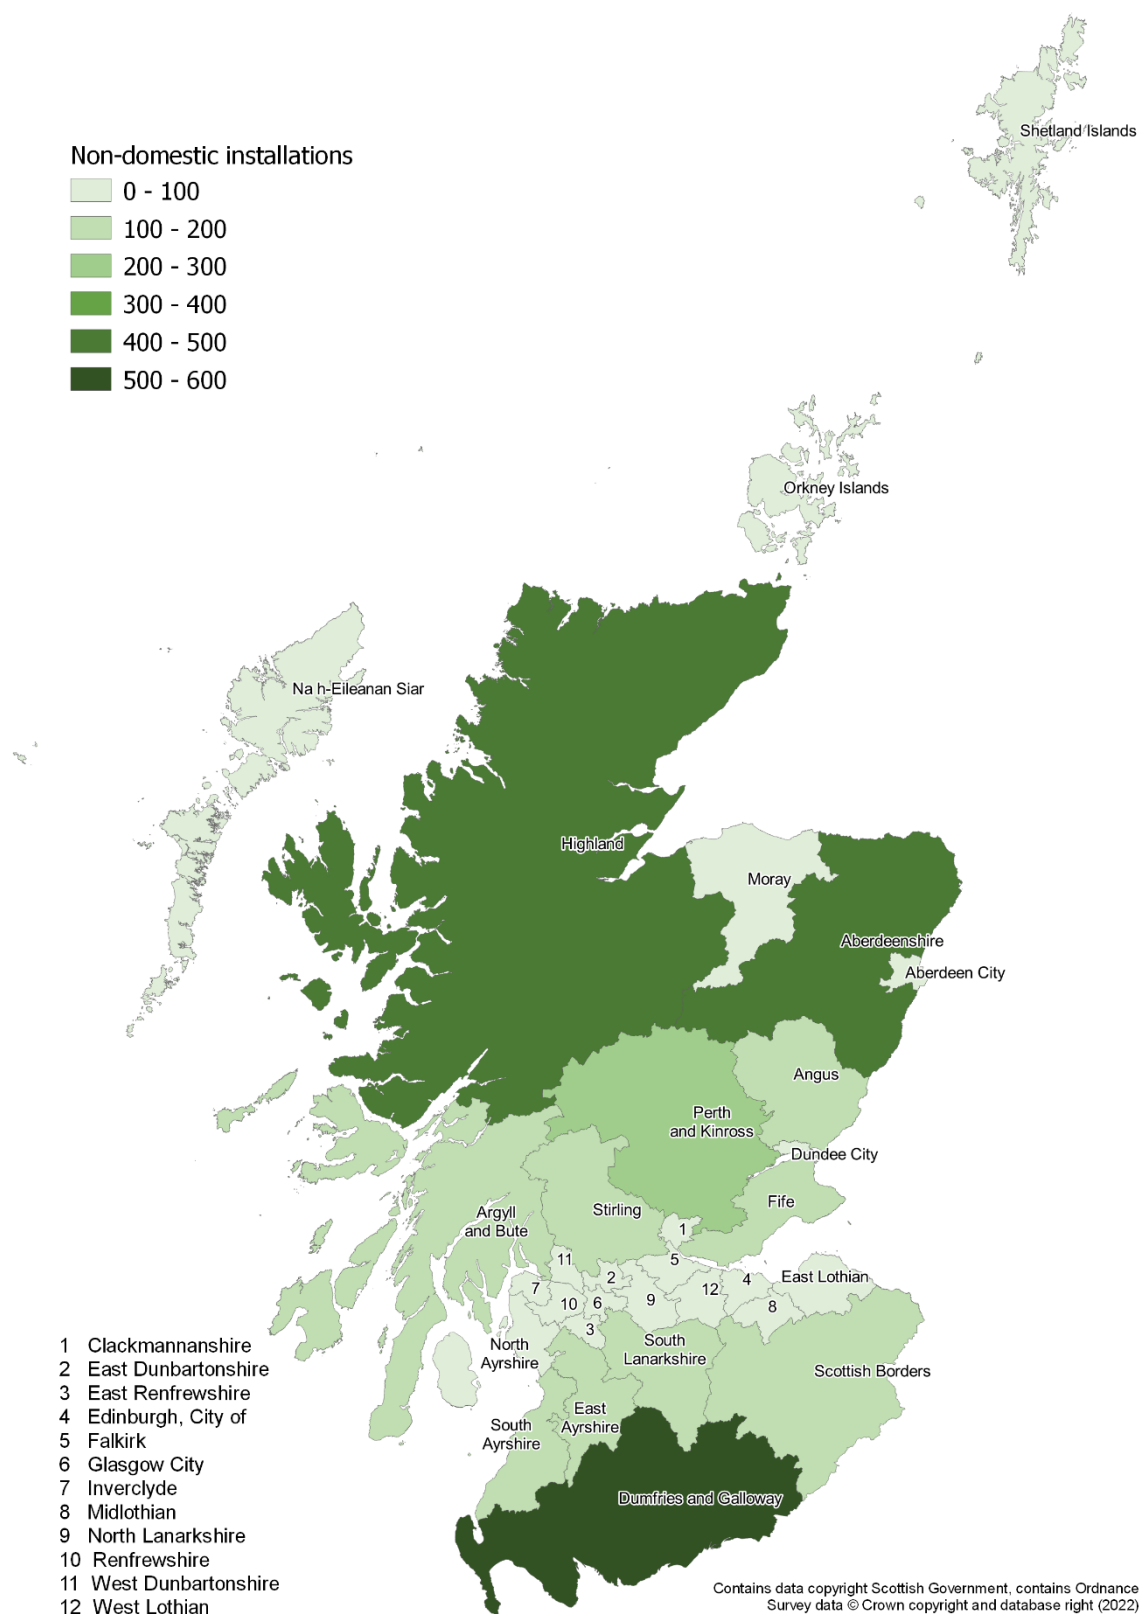 Non-domestic installations
0 - 100
100 - 200
200 - 300
300 - 400
400 - 500
500 - 600
Shetland Islands
Orkney Islands
Na h-Eileanan Siar
Highland
Moray
Aberdeenshire
Aberdeen City
Angus
Perth
and Kinross
Dundee City
Fife
Stirling
Argyll
and Bute
1
11
5
2
East Lothian
7
12
4
10
6
9
8
3
North
Ayrshire
South
Lanarkshire
Scottish Borders
East
Ayrshire
South
Ayrshire
Dumfries and Galloway
1 Clackmannanshire
2 East Dunbartonshire
3 East Renfrewshire
4 Edinburgh, City of
5 Falkirk
6 Glasgow City
7 Inverclyde
8 Midlothian
9 North Lanarkshire
10 Renfrewshire
11 West Dunbartonshire
12 West Lothian
Contains data copyright Scottish Government, contains Ordnance
Survey data © Crown copyright and database right (2022)